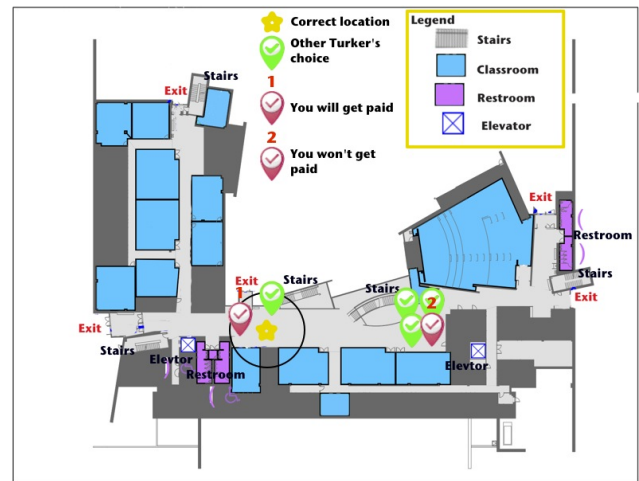 Correct location
Other Turker's
choice
1
You will get paid
2
You won't get
paid
Legend
Stairs
Classroom
Restroom
Elevator
Exit
Stairs
Exit
Restroom
Stairs
Exit
1
Exit
Stairs
Stairs
2
Exit
Stairs
Elevtor
Restroom
Elevtor